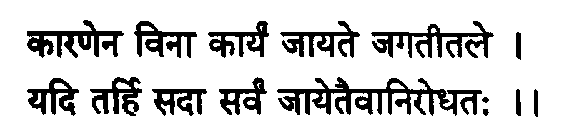 कारणेन विना कार्यं जायते जगतीतले ।
यदि तर्हि सदा सर्वं जायेतैवानिरोधतः ।।